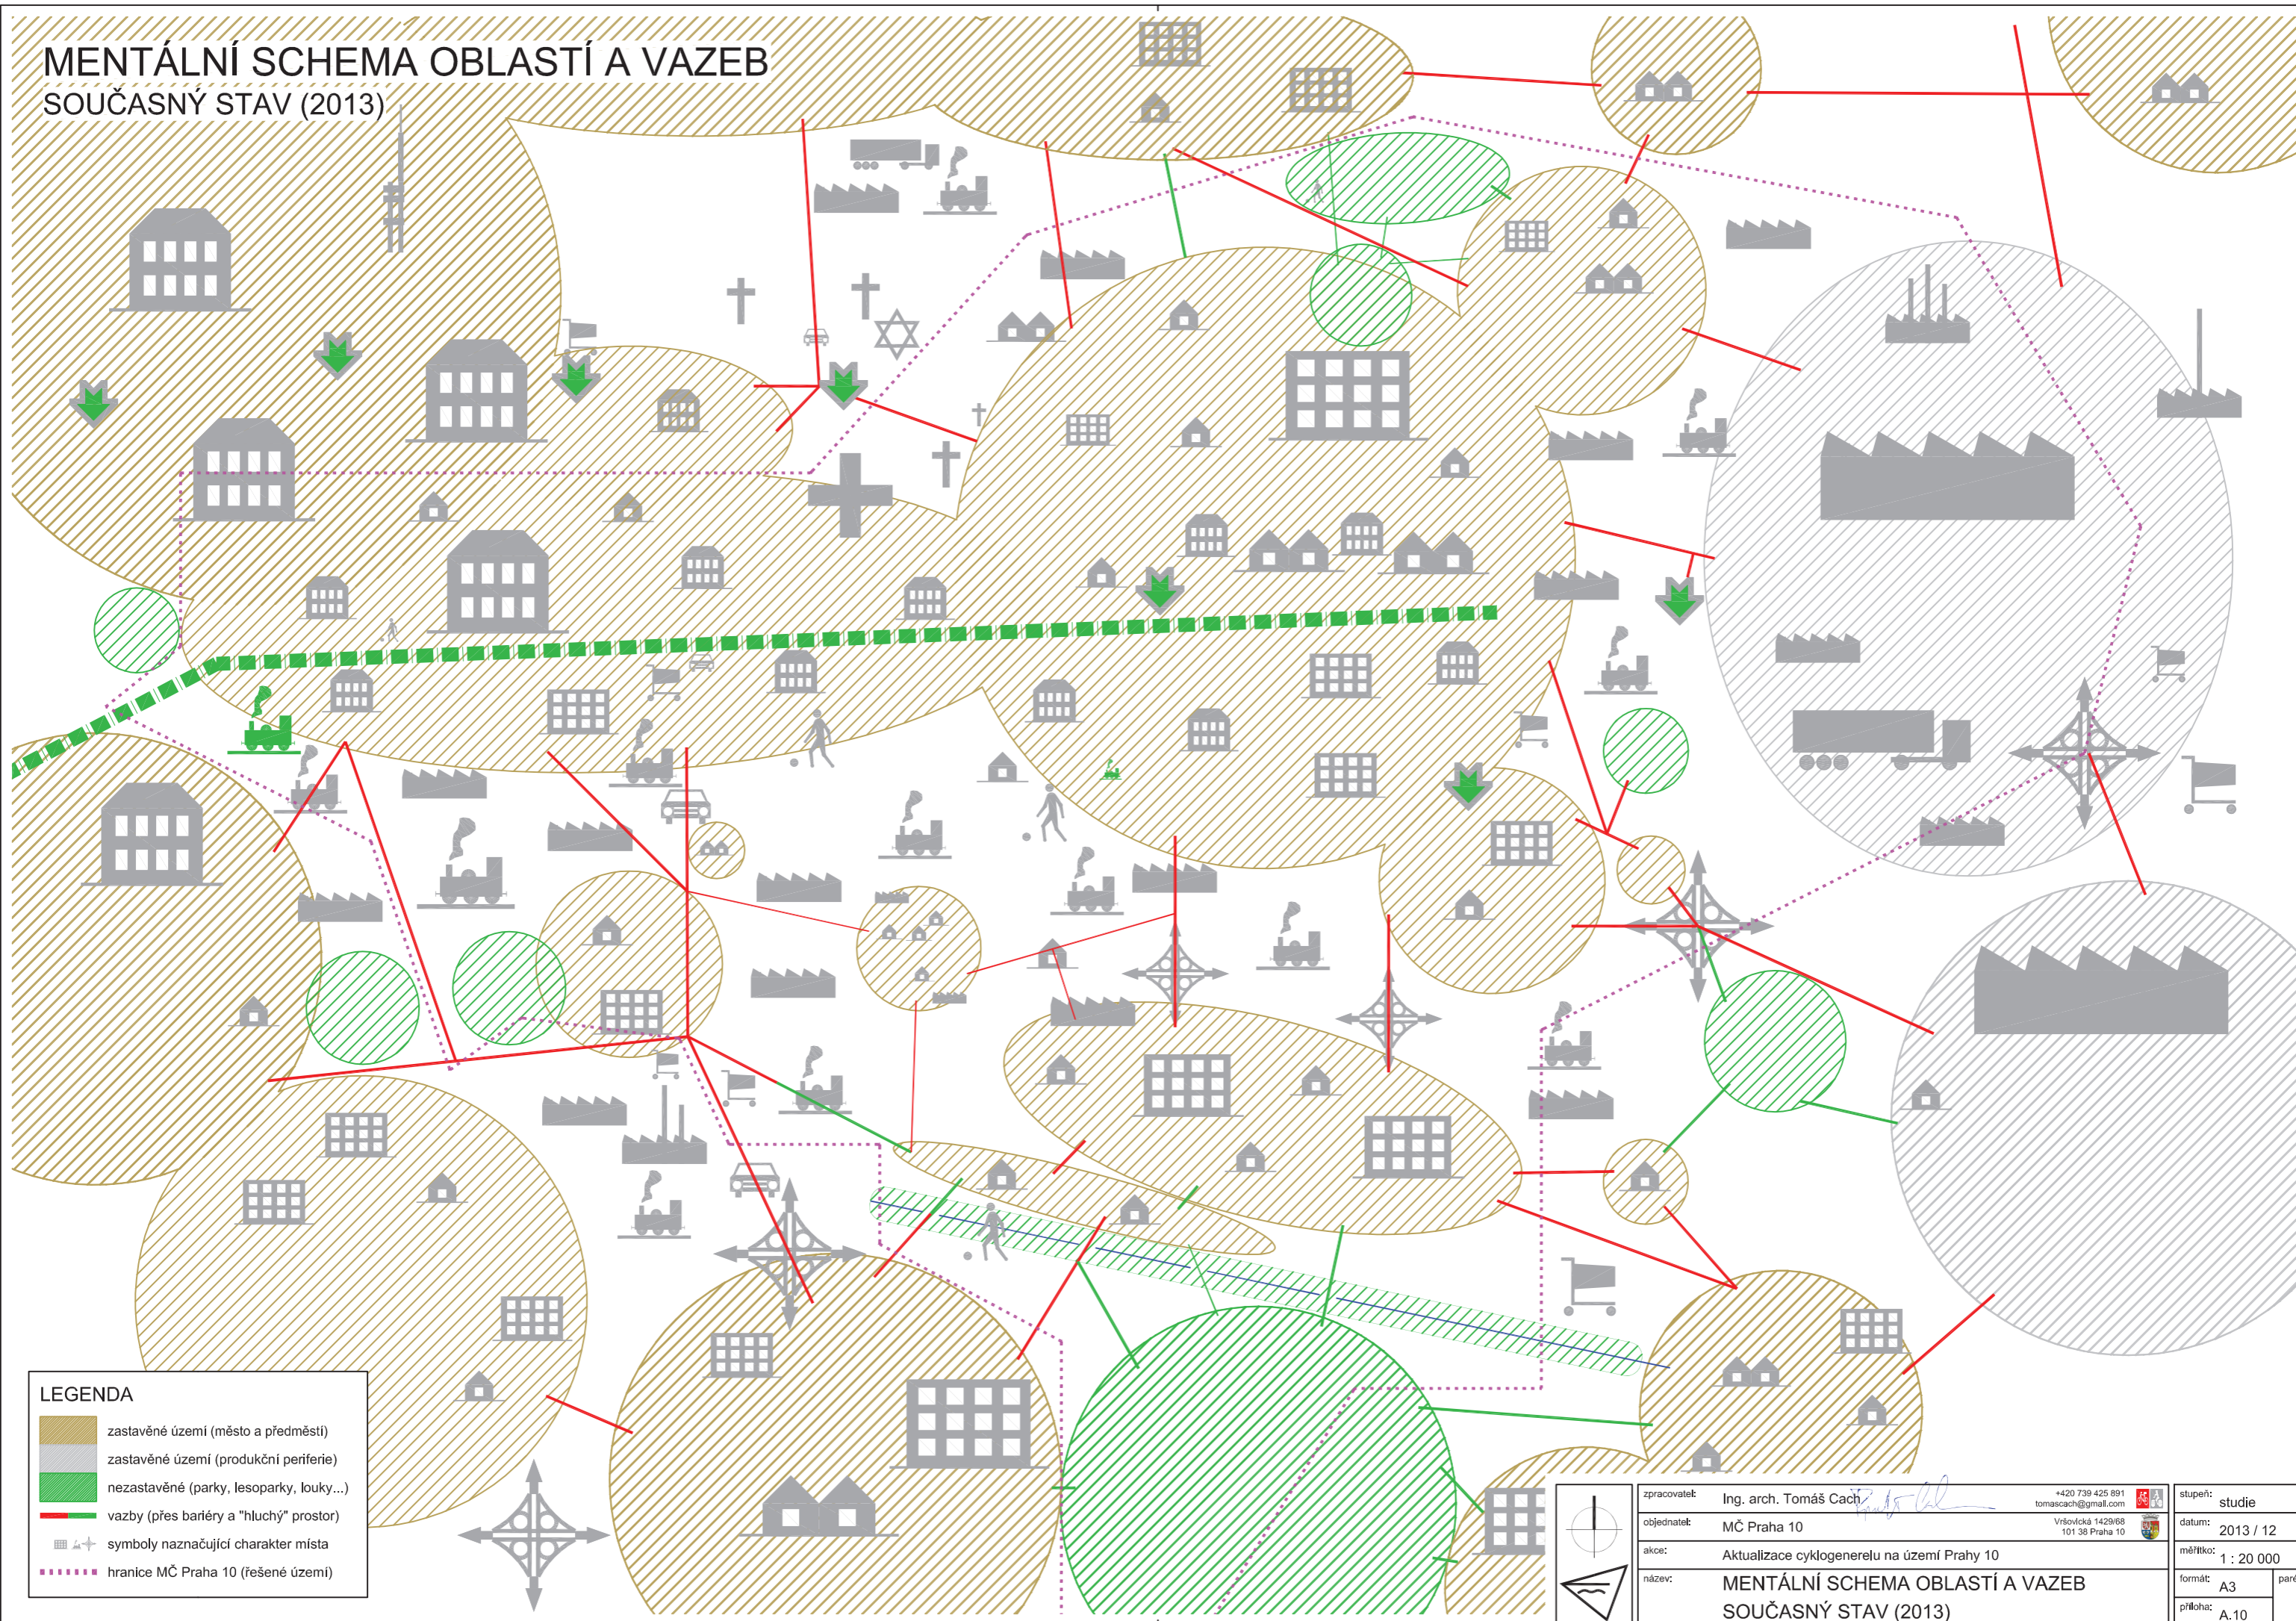 MENTÁLNÍ SCHEMA OBLASTÍ A VAZEB
SOUČASNÝ STAV (2013)
LEGENDA
zastavěné území (město a předměstí)
zastavěné území (produkční periferie)
nezastavěné (parky, lesoparky, louky...)
vazby (přes bariéry a "hluchý" prostor)
symboly naznačující charakter místa
hranice MČ Praha 10 (řešené území)
zpracovatel: Ing. arch. Tomáš Cach +420 739 425 891
tomascach@gmail.com
objednatel: MČ Praha 10 Vršovická 1429/68
101 38 Praha 10
akce: Aktualizace cyklogenerelu na území Prahy 10
název: MENTÁLNÍ SCHEMA OBLASTÍ A VAZEB
SOUČASNÝ STAV (2013)
stupeň: studie
datum: 2013 / 12
měřítko: 1 : 20 000
formát: A3
příloha: A.10